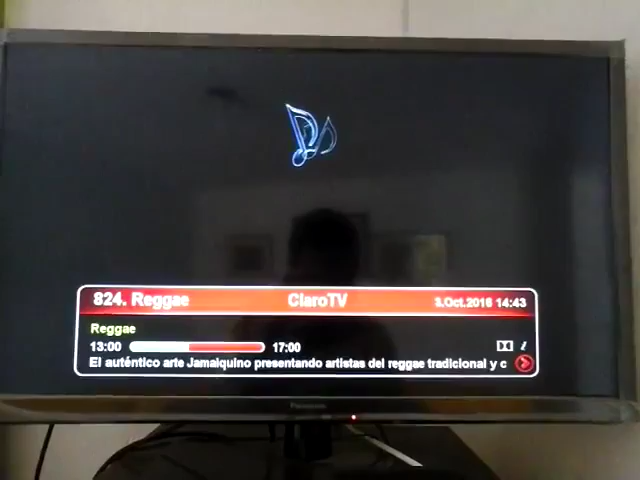 824. Reggae ClaroTV 3.Oct.2016 14:43
Reggae
13:00 17:00
El auténtico arte Jamaiquino presentando artistas del reggae tradicional y c
Panasonic